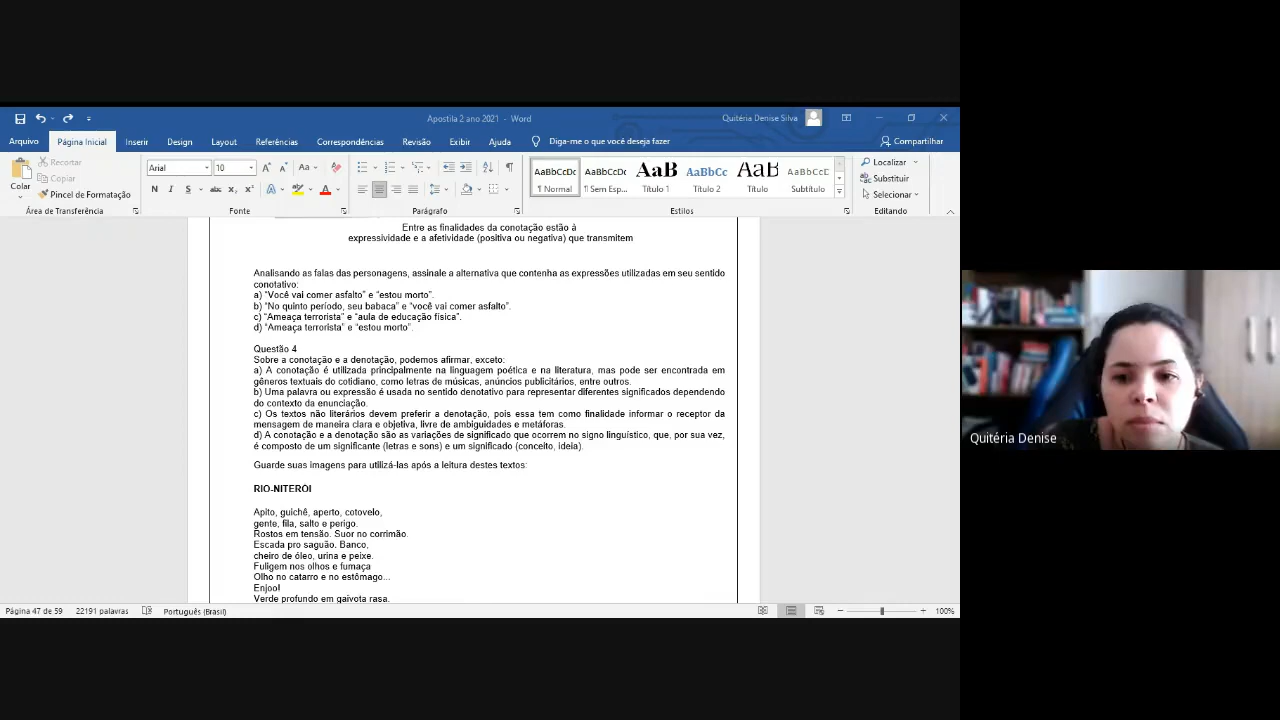 Apostila 2 ano 2021 - Word
Quitéria Denise Silva
Arquivo Página Inicial Inserir Design Layout Referências Correspondências Revisão Exibir Ajuda Diga-me o que você deseja fazer Compartilhar
Colar
Recortar
Copiar
Pincel de Formatação
Área de Transferência
Arial 10
N I S abc x₂ x²
Fonte
Parágrafo
AaBbCcDc AaBbCcDc AaB AaBbCc AaB AaBbCcE
¶ Normal ¶ Sem Esp... Título 1 Título 2 Título Subtítulo
Estilos
Localizar
Substituir
Selecionar
Editando
Entre as finalidades da conotação estão à
expressividade e a afetividade (positiva ou negativa) que transmitem
Analisando as falas das personagens, assinale a alternativa que contenha as expressões utilizadas em seu sentido
conotativo:
a) "Você vai comer asfalto" e "estou morto".
b) "No quinto período, seu babaca" e "você vai comer asfalto".
c) "Ameaça terrorista" e "aula de educação física".
d) "Ameaça terrorista" e "estou morto".
Questão 4
Sobre a conotação e a denotação, podemos afirmar, exceto:
a) A conotação é utilizada principalmente na linguagem poética e na literatura, mas pode ser encontrada em
gêneros textuais do cotidiano, como letras de músicas, anúncios publicitários, entre outros.
b) Uma palavra ou expressão é usada no sentido denotativo para representar diferentes significados dependendo
do contexto da enunciação.
c) Os textos não literários devem preferir a denotação, pois essa tem como finalidade informar o receptor da
mensagem de maneira clara e objetiva, livre de ambiguidades e metáforas.
d) A conotação e a denotação são as variações de significado que ocorrem no signo linguístico, que, por sua vez,
é composto de um significante (letras e sons) e um significado (conceito, ideia).
Guarde suas imagens para utilizá-las após a leitura destes textos:
RIO-NITERÓI
Apito, guichê, aperto, cotovelo,
gente, fila, salto e perigo.
Rostos em tensão. Suor no corrimão.
Escada pro saguão. Banco,
cheiro de óleo, urina e peixe.
Fuligem nos olhos e fumaça
Olho no catarro e no estômago...
Enjoo!
Verde profundo em gaivota rasa.
Página 47 de 59 22191 palavras Português (Brasil) 100%
Quitéria Denise